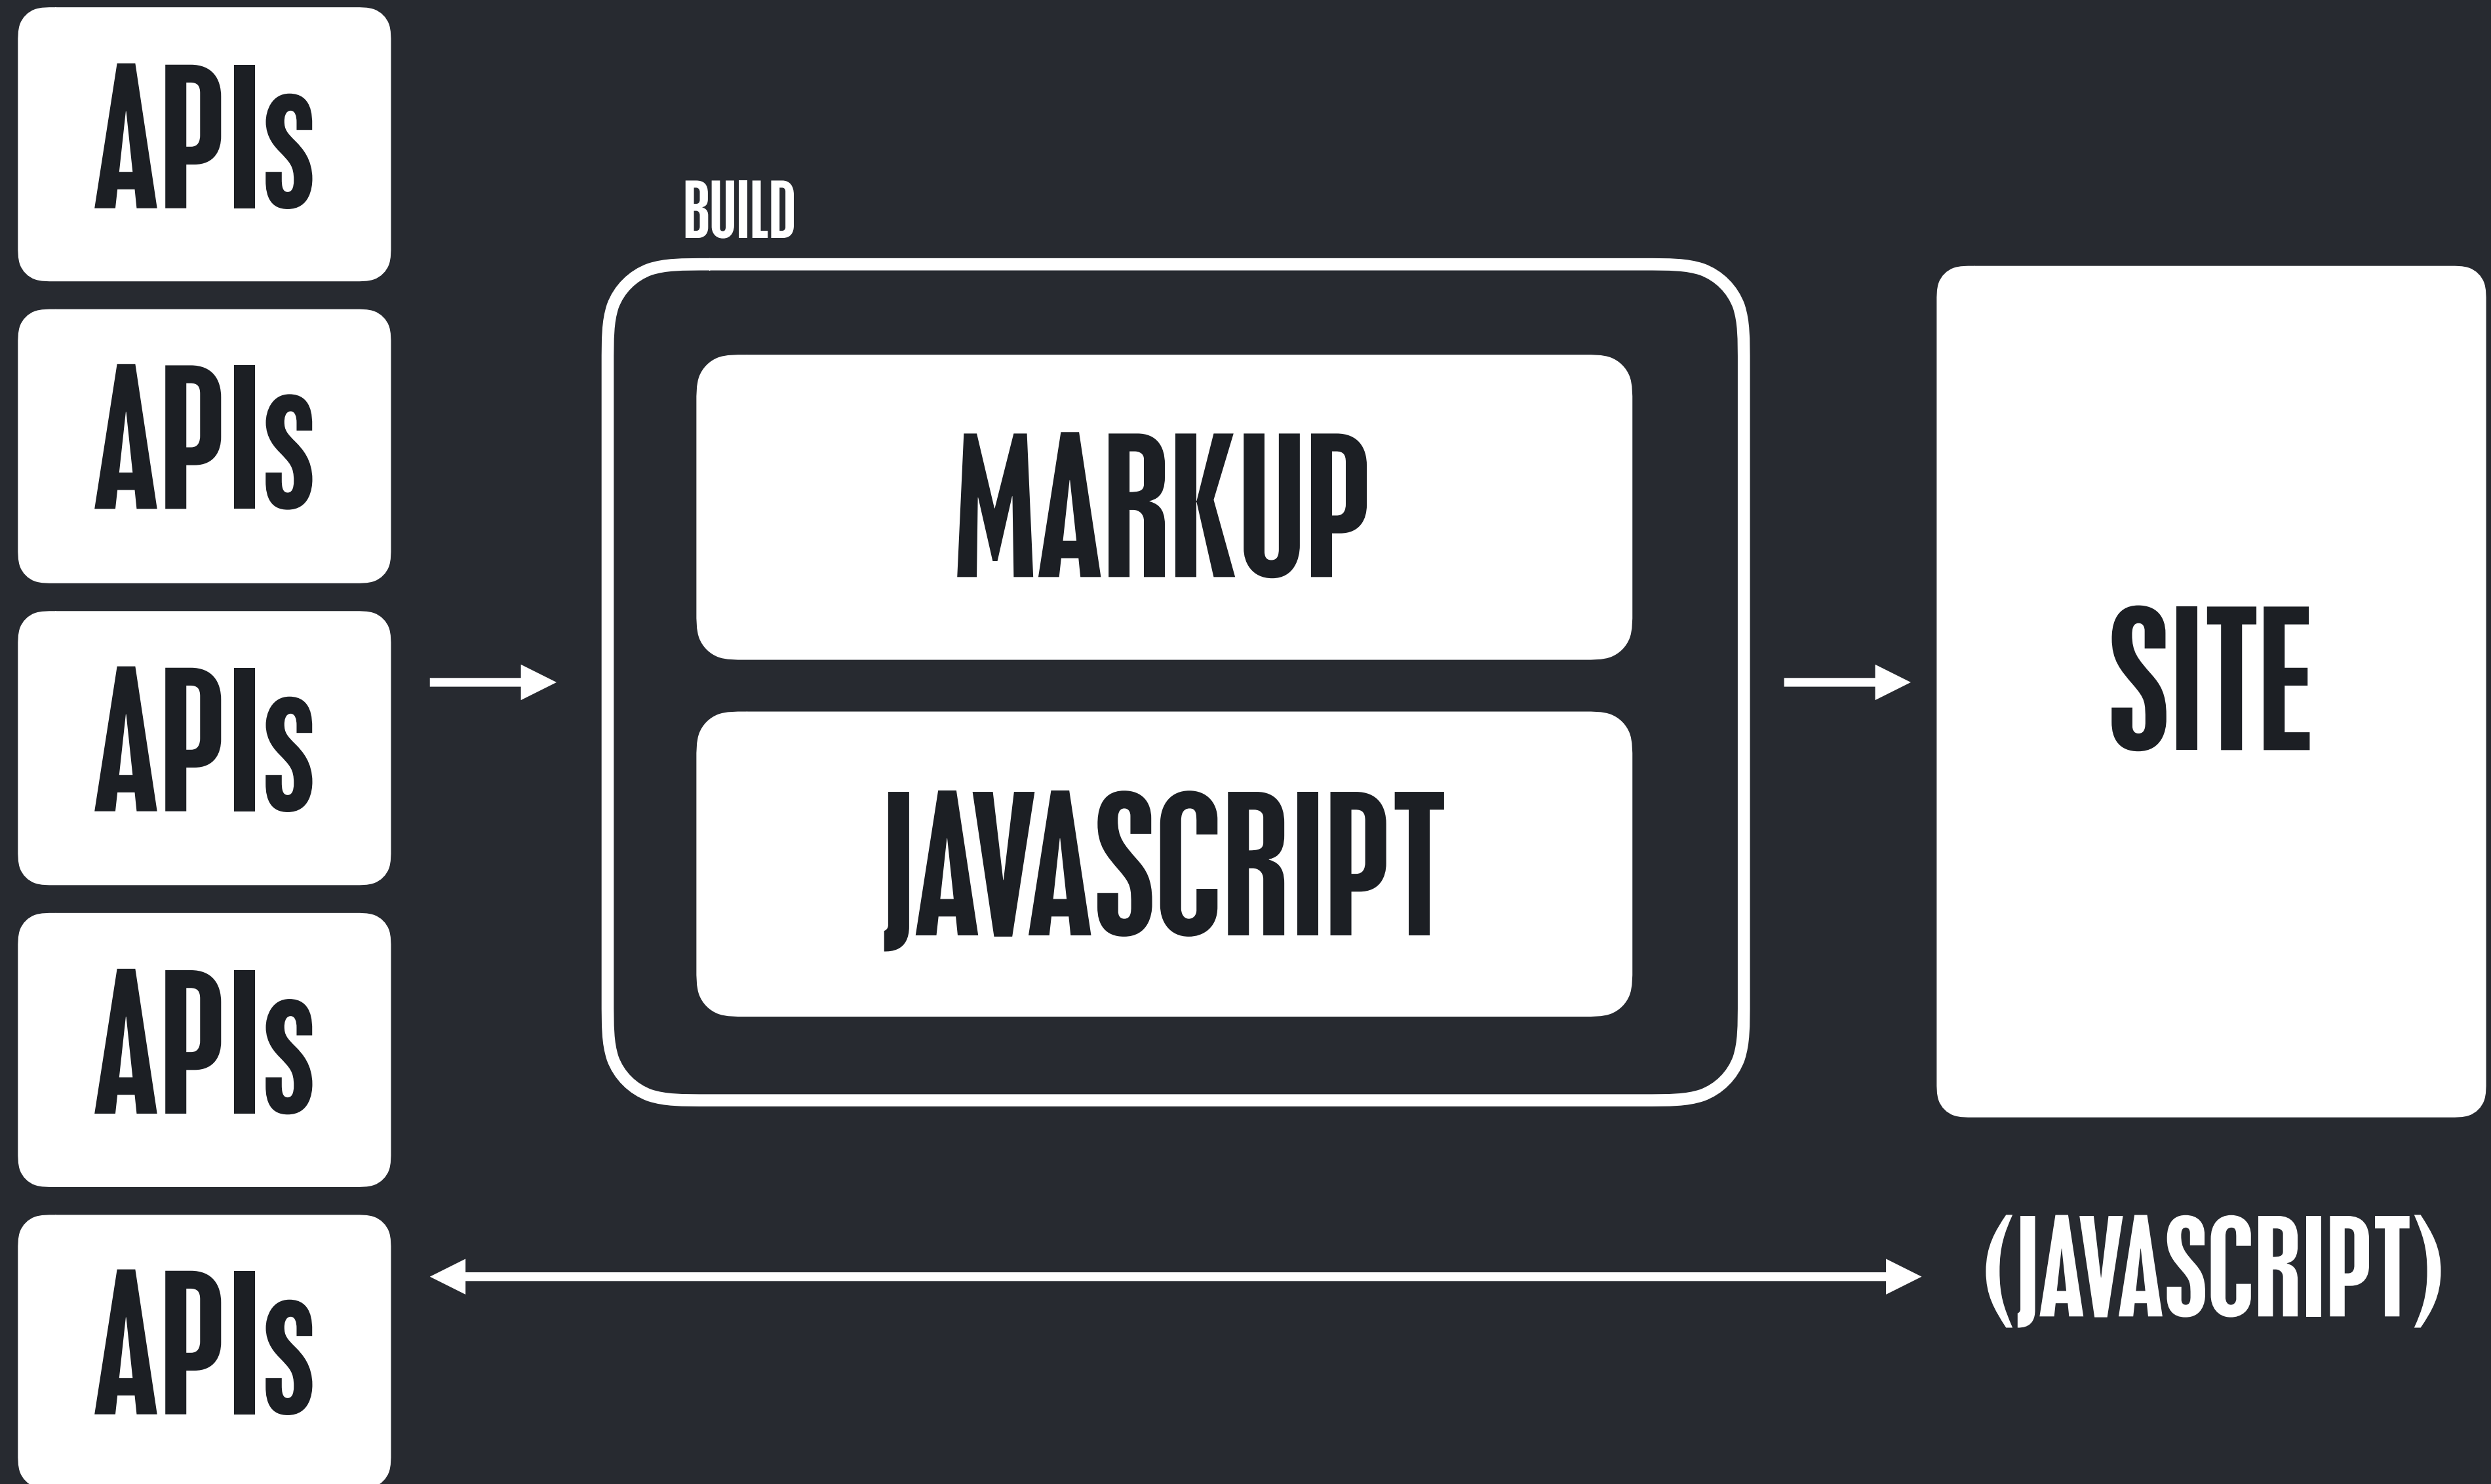 APIs
APIs
APIs
APIs
APIs
BUILD
MARKUP
JAVASCRIPT
SITE
(JAVASCRIPT)